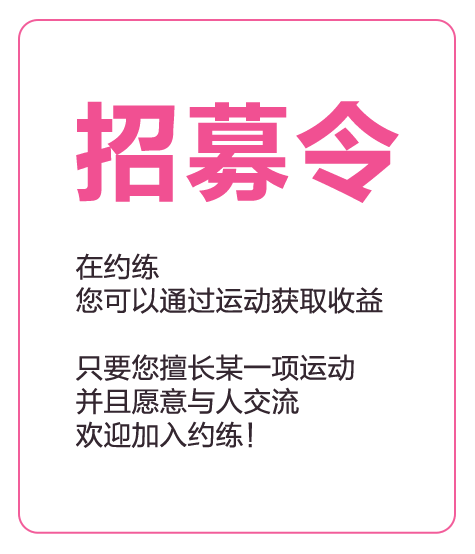 招募令
在约练
您可以通过运动获取收益
只要您擅长某一项运动
并且愿意与人交流
欢迎加入约练！